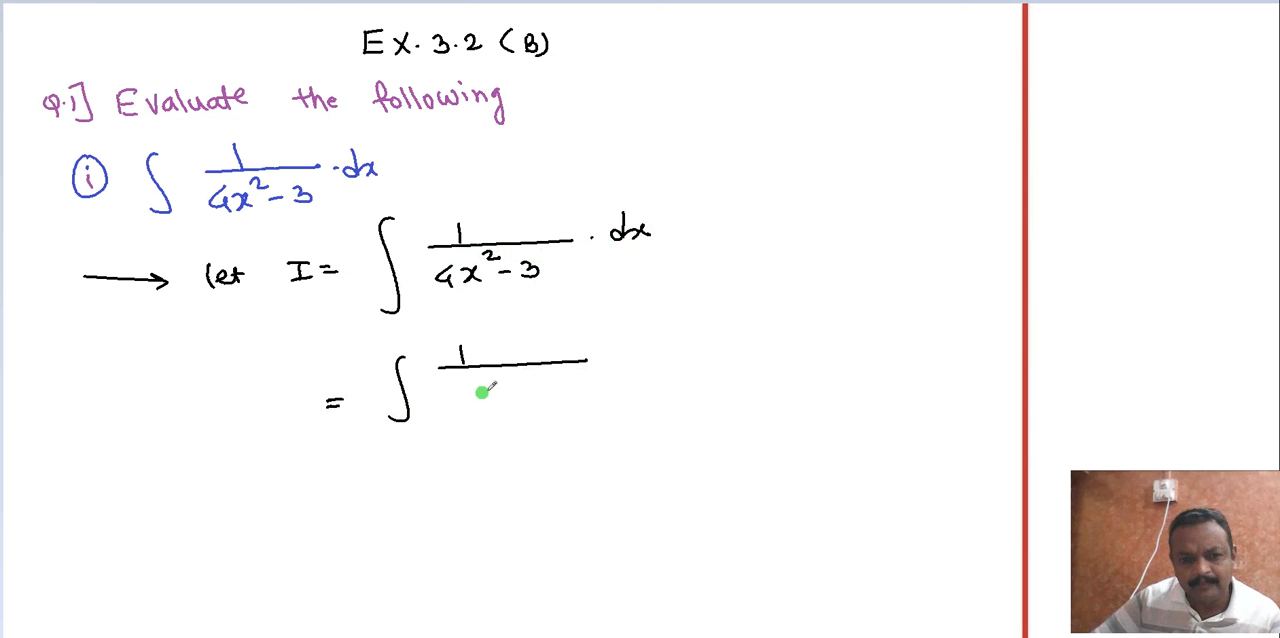 Ex. 3.2 (B)
Q.1] Evaluate the following
(i) ∫ 1/(4x² - 3) · dx
⟶ let I = ∫ 1/(4x² - 3) · dx
= ∫ 1/